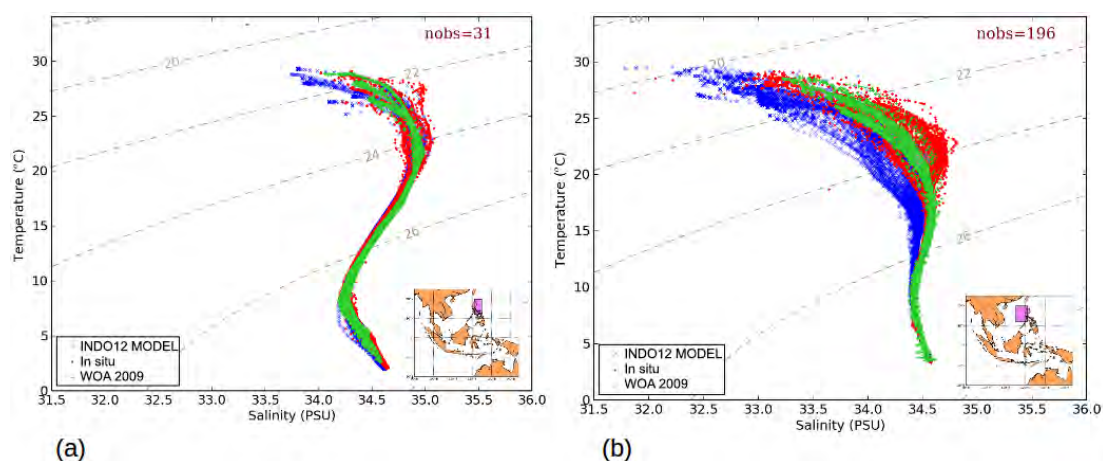 nobs=31
20
22
24
26
30
25
20
15
10
5
0
Temperature (°C)
INDO12 MODEL
In situ
WOA 2009
31.5 32.0 32.5 33.0 33.5 34.0 34.5 35.0 35.5 36.0
Salinity (PSU)
(a)
nobs=196
20
22
30
25
20
15
10
5
0
Temperature (°C)
INDO12 MODEL
In situ
WOA 2009
31.5 32.0 32.5 33.0 33.5 34.0 34.5 35.0 35.5 36.0
Salinity (PSU)
(b)